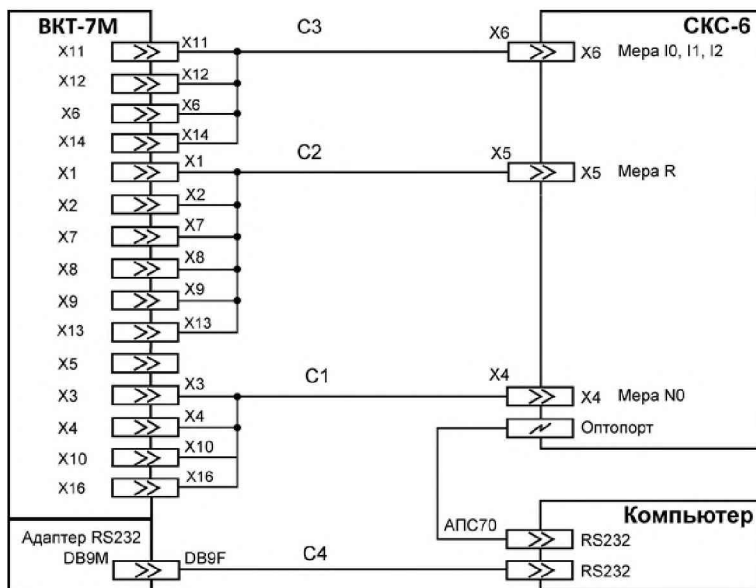 ВКТ-7М
X11 X11
X12 X12
X6 X6
X14 X14
X1 X1
X2 X2
X7 X7
X8 X8
X9 X9
X13 X13
X5
X3 X3
X4 X4
X10 X10
X16 X16
Адаптер RS232
DB9M DB9F
C3
C2
C1
C4
СКС-6
X6 X6 Мера I0, I1, I2
X5 X5 Мера R
X4 X4 Мера N0
Оптопорт
Компьютер
АПС70 RS232
RS232